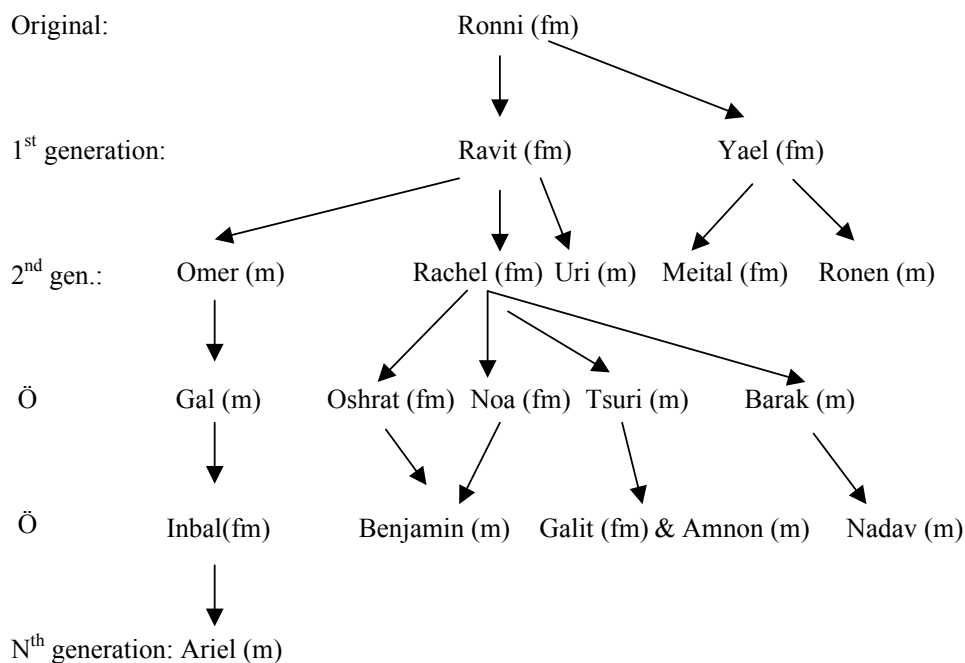 Original: Ronni (fm)
1st generation: Ravit (fm) Yael (fm)
2nd gen.: Omer (m) Rachel (fm) Uri (m) Meital (fm) Ronen (m)
Ö Gal (m) Oshrat (fm) Noa (fm) Tsuri (m) Barak (m)
Ö Inbal(fm) Benjamin (m) Galit (fm) & Amnon (m) Nadav (m)
Nth generation: Ariel (m)